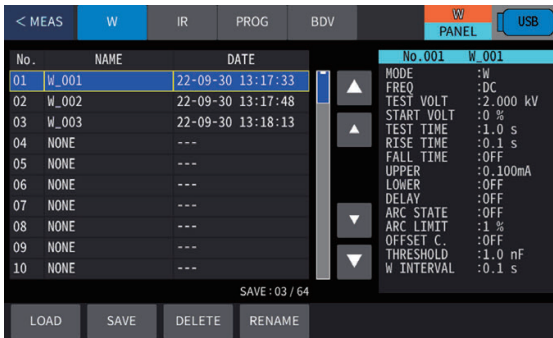 < MEAS W IR PROG BDV W PANEL USB
No. NAME DATE
01 W_001 22-09-30 13:17:33
02 W_002 22-09-30 13:17:48
03 W_003 22-09-30 13:18:13
04 NONE ---
05 NONE ---
06 NONE ---
07 NONE ---
08 NONE ---
09 NONE ---
10 NONE ---
SAVE : 03 / 64
No.001 W_001
MODE :W
FREQ :DC
TEST VOLT :2.000 kV
START VOLT :0 %
TEST TIME :1.0 s
RISE TIME :0.1 s
FALL TIME :OFF
UPPER :0.100mA
LOWER :OFF
DELAY :OFF
ARC STATE :OFF
ARC LIMIT :1 %
OFFSET C. :OFF
THRESHOLD :1.0 nF
W INTERVAL :0.1 s
LOAD SAVE DELETE RENAME